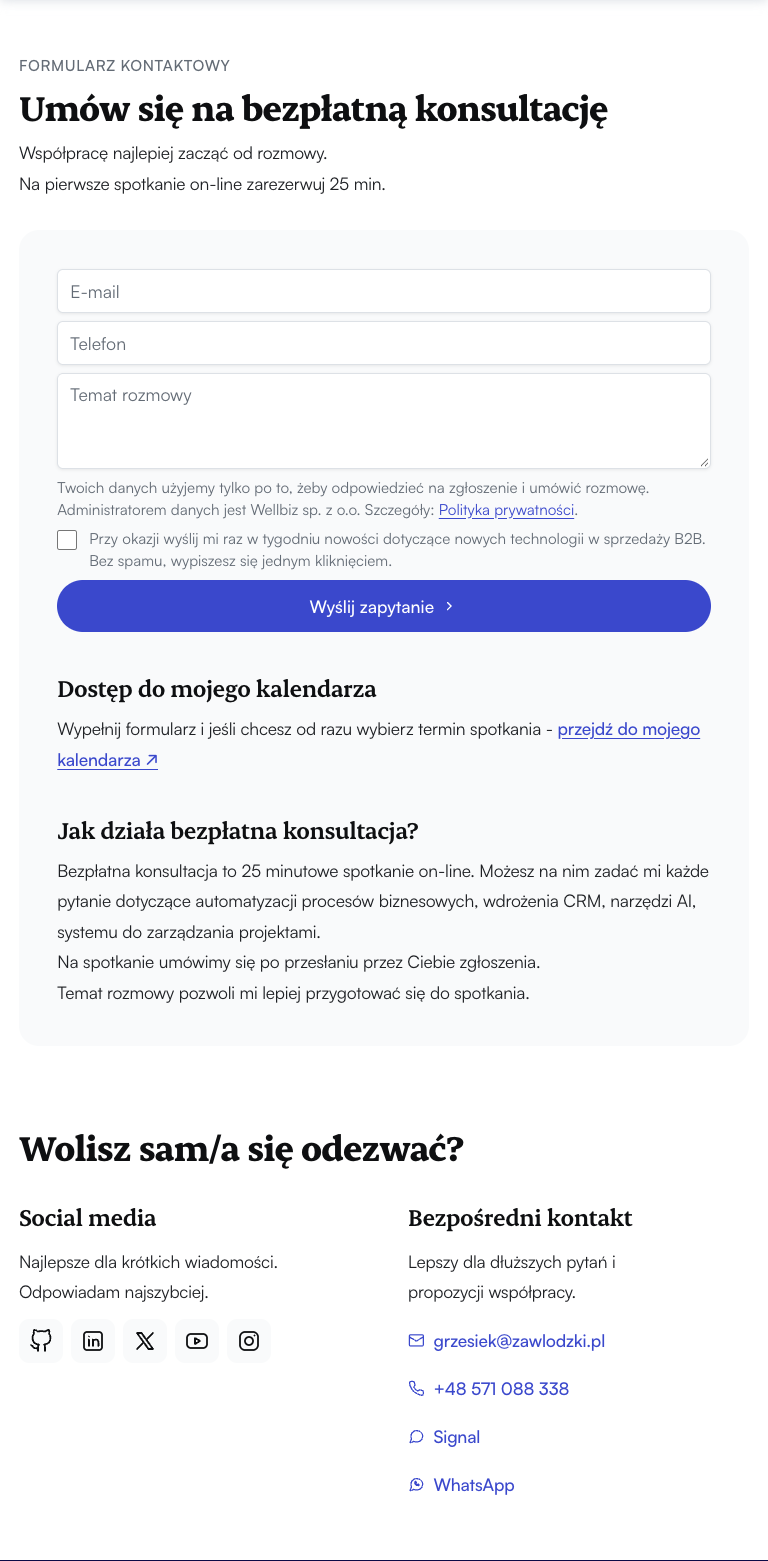 FORMULARZ KONTAKTOWY
Umów się na bezpłatną konsultację
Współpracę najlepiej zacząć od rozmowy.
Na pierwsze spotkanie on-line zarezerwuj 25 min.
E-mail
Telefon
Temat rozmowy
Twoich danych użyjemy tylko po to, żeby odpowiedzieć na zgłoszenie i umówić rozmowę.
Administratorem danych jest Wellbiz sp. z o.o. Szczegóły: Polityka prywatności.
Przy okazji wyślij mi raz w tygodniu nowości dotyczące nowych technologii w sprzedaży B2B.
Bez spamu, wypiszesz się jednym kliknięciem.
Wyślij zapytanie
Dostęp do mojego kalendarza
Wypełnij formularz i jeśli chcesz od razu wybierz termin spotkania - przejdź do mojego
kalendarza ↗
Jak działa bezpłatna konsultacja?
Bezpłatna konsultacja to 25 minutowe spotkanie on-line. Możesz na nim zadać mi każde
pytanie dotyczące automatyzacji procesów biznesowych, wdrożenia CRM, narzędzi AI,
systemu do zarządzania projektami.
Na spotkanie umówimy się po przesłaniu przez Ciebie zgłoszenia.
Temat rozmowy pozwoli mi lepiej przygotować się do spotkania.
Wolisz sam/a się odezwać?
Social media
Najlepsze dla krótkich wiadomości.
Odpowiadam najszybciej.
Bezpośredni kontakt
Lepszy dla dłuższych pytań i
propozycji współpracy.
grzesiek@zawlodzki.pl
+48 571 088 338
Signal
WhatsApp